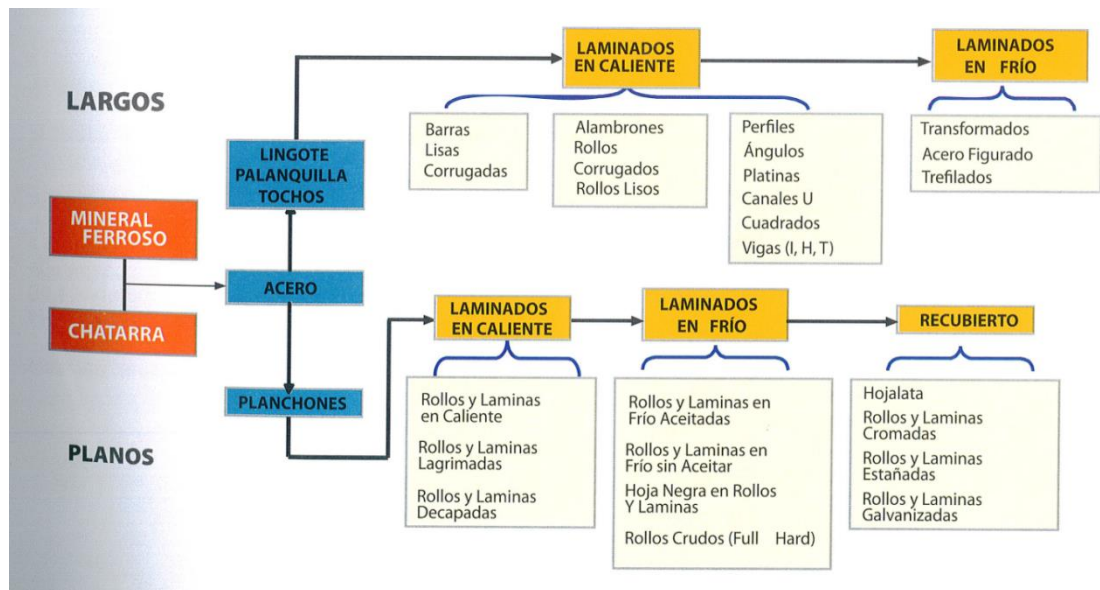 LARGOS
LAMINADOS
EN CALIENTE
LAMINADOS
EN FRÍO
Barras
Lisas
Corrugadas
Alambrones
Rollos
Corrugados
Rollos Lisos
Perfiles
Ángulos
Platinas
Canales U
Cuadrados
Vigas (I, H, T)
Transformados
Acero Figurado
Trefilados
LINGOTE
PALANQUILLA
TOCHOS
MINERAL
FERROSO
ACERO
CHATARRA
PLANCHONES
PLANOS
LAMINADOS
EN CALIENTE
LAMINADOS
EN FRÍO
RECUBIERTO
Rollos y Laminas
en Caliente
Rollos y Laminas
Lagrimadas
Rollos y Laminas
Decapadas
Rollos y Laminas en
Frío Aceitadas
Rollos y Laminas en
Frío sin Aceitar
Hoja Negra en Rollos
Y Laminas
Rollos Crudos (Full Hard)
Hojalata
Rollos y Laminas
Cromadas
Rollos y Laminas
Estañadas
Rollos y Laminas
Galvanizadas